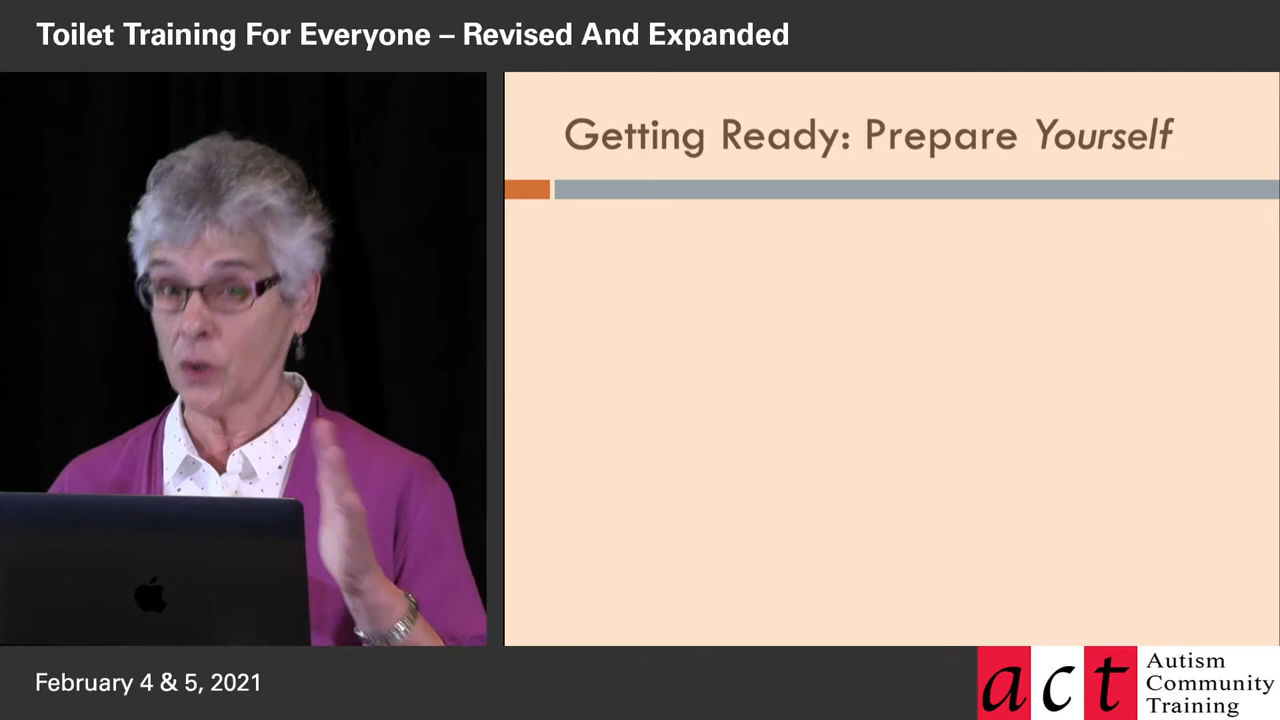 Toilet Training For Everyone – Revised And Expanded
Getting Ready: Prepare Yourself
February 4 & 5, 2021
act
Autism
Community
Training